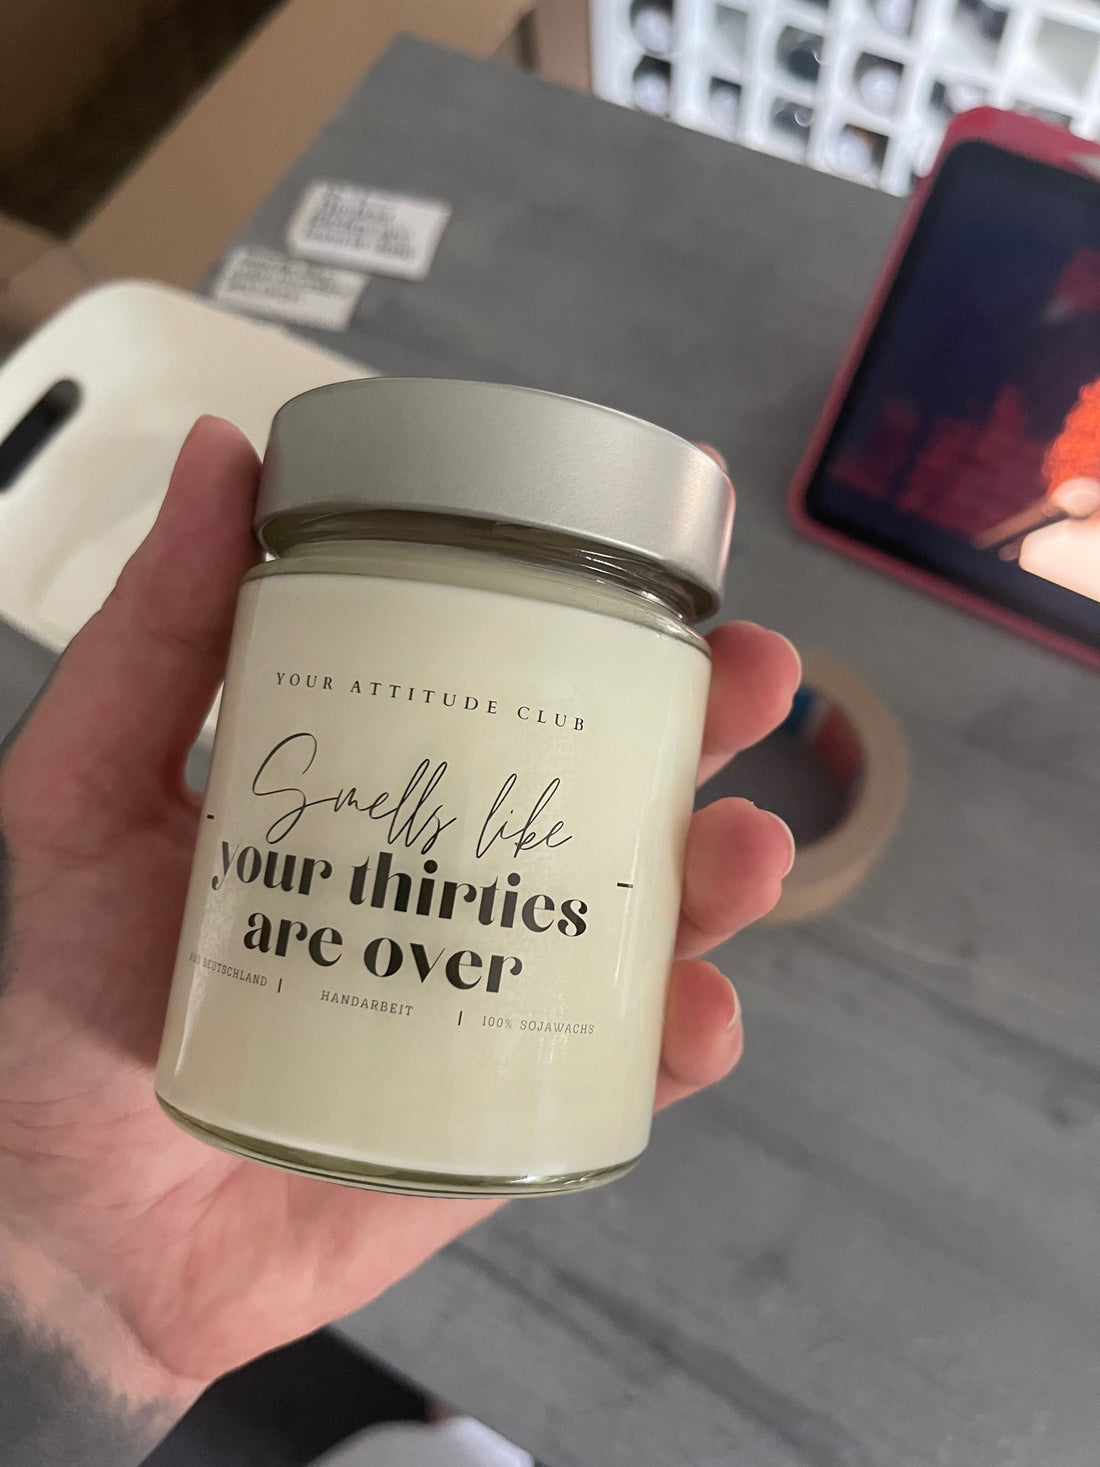 YOUR ATTITUDE CLUB
Smells like
your thirties
are over
DEUTSCHLAND | HANDARBEIT | 100% SOJAWACHS